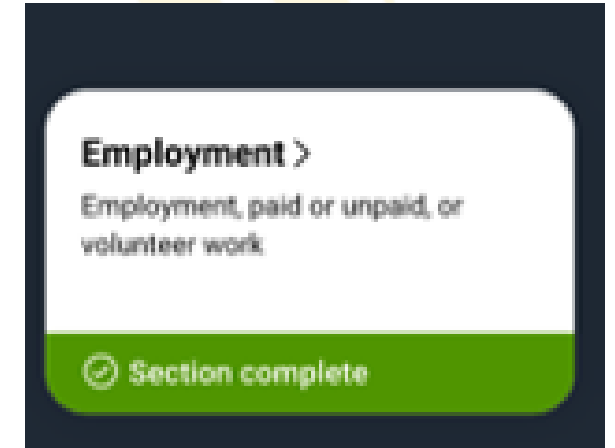 Employment >
Employment, paid or unpaid, or
volunteer work
Section complete